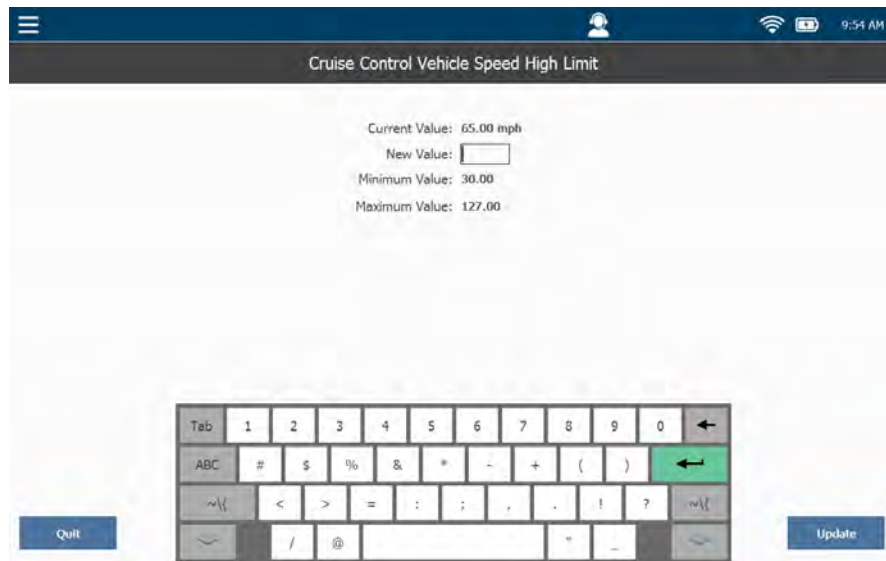 9:54 AM
Cruise Control Vehicle Speed High Limit
Current Value: 65.00 mph
New Value:
Minimum Value: 30.00
Maximum Value: 127.00
Tab 1 2 3 4 5 6 7 8 9 0
ABC # $ % & * - + ( )
~\{ < > = : ; , . ! ? ~\{
/ @ " _
Quit
Update